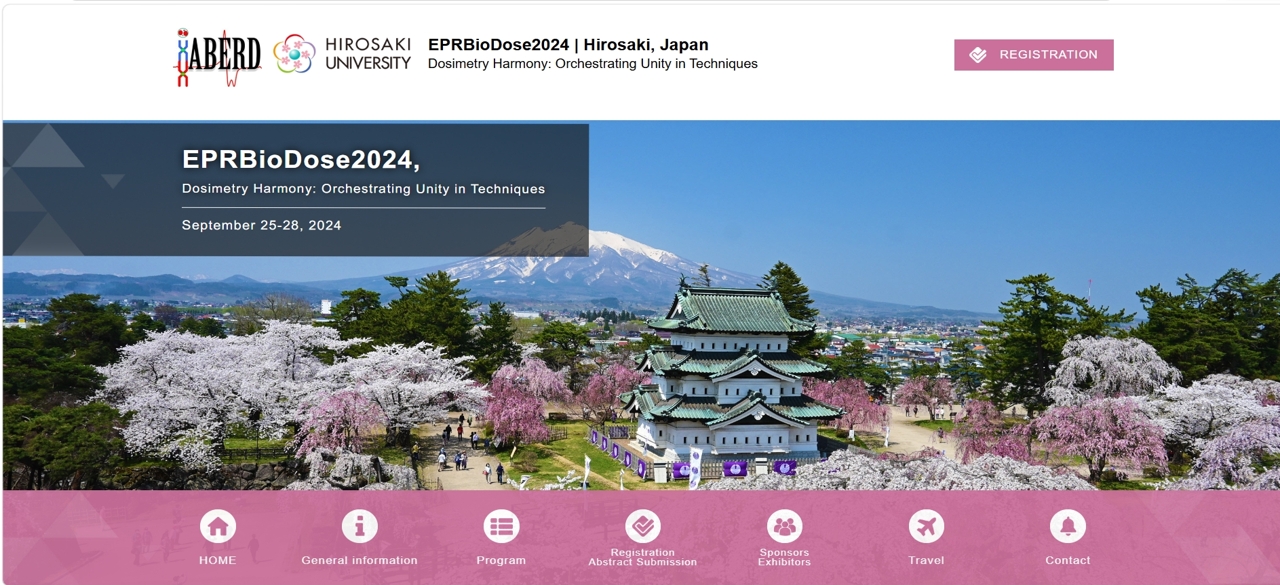 ABERD
HIROSAKI
UNIVERSITY
EPRBioDose2024 | Hirosaki, Japan
Dosimetry Harmony: Orchestrating Unity in Techniques
REGISTRATION
EPRBioDose2024,
Dosimetry Harmony: Orchestrating Unity in Techniques
September 25-28, 2024
HOME
General information
Program
Registration
Abstract Submission
Sponsors
Exhibitors
Travel
Contact